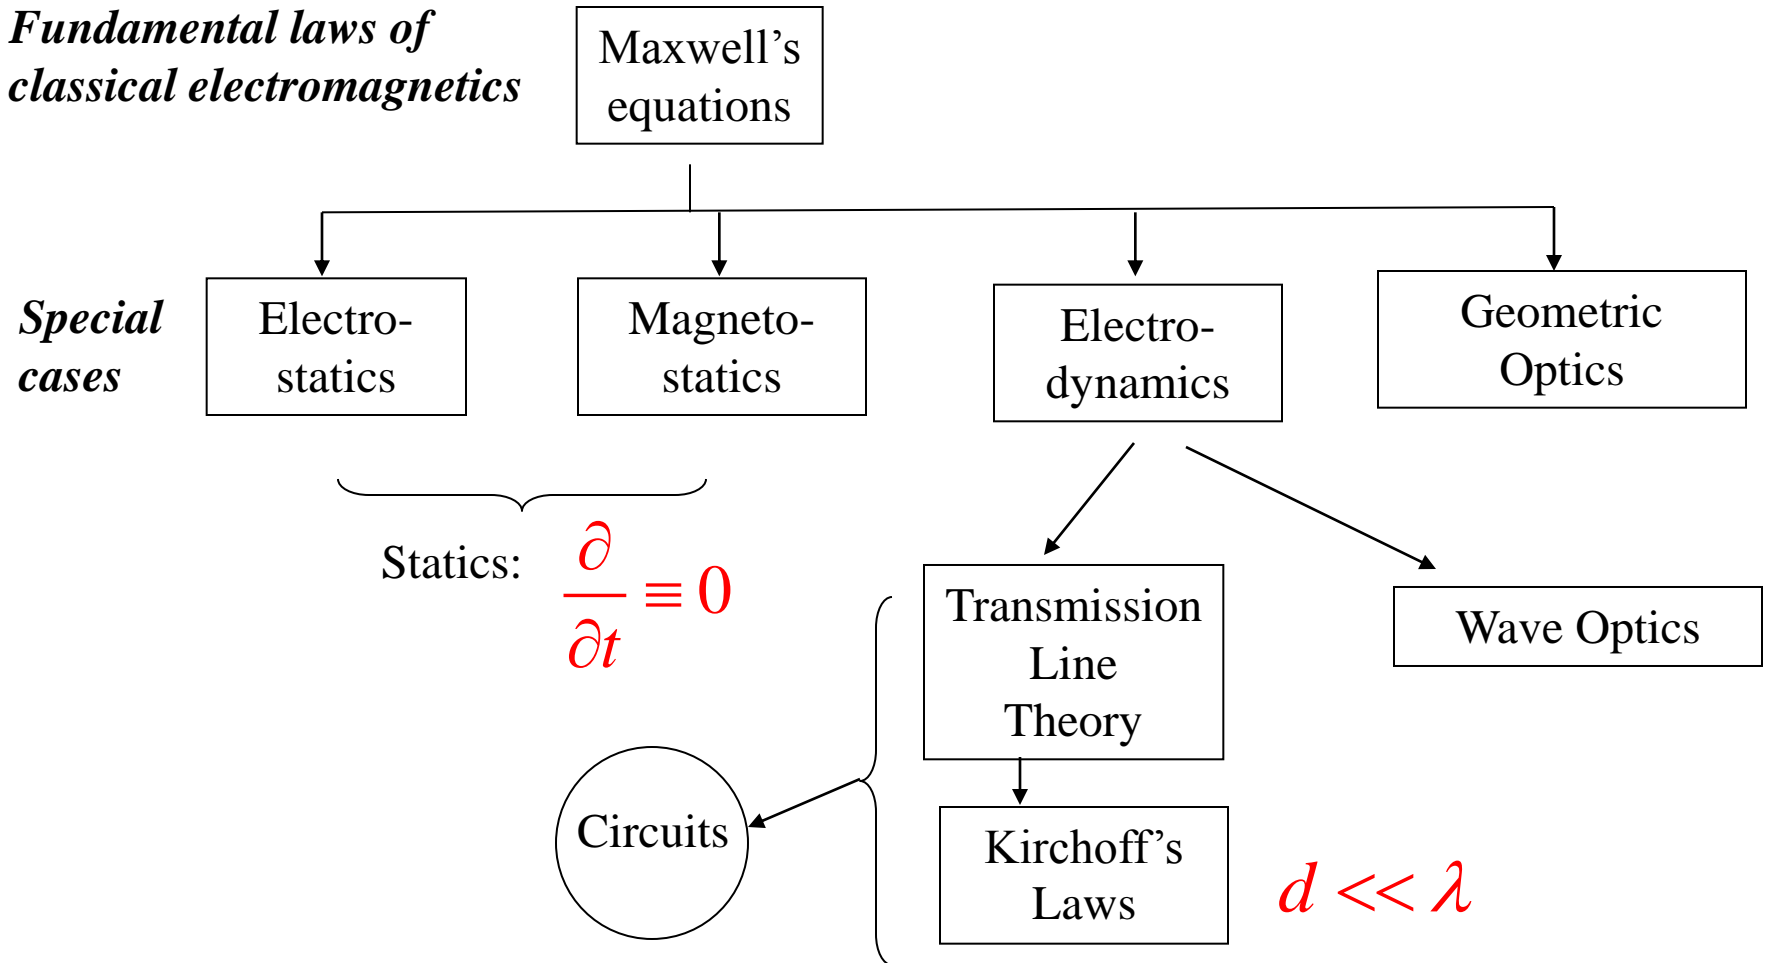 Fundamental laws of
classical electromagnetics
Maxwell’s
equations
Special
cases
Electro-
statics
Magneto-
statics
Electro-
dynamics
Geometric
Optics
Statics: ∂/∂t ≡ 0
Transmission
Line
Theory
Wave Optics
Circuits
Kirchoff’s
Laws
d << λ